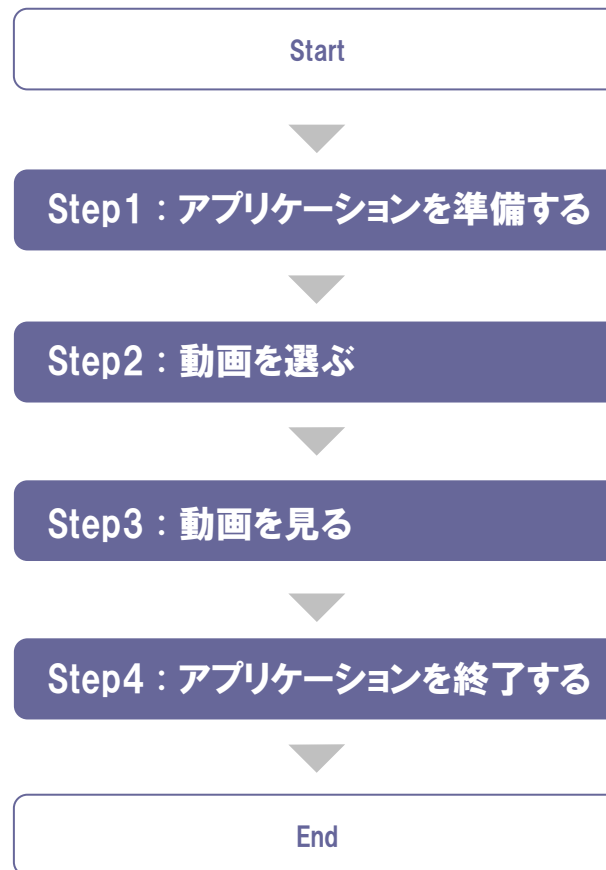 Start
Step1：アプリケーションを準備する
Step2：動画を選ぶ
Step3：動画を見る
Step4：アプリケーションを終了する
End